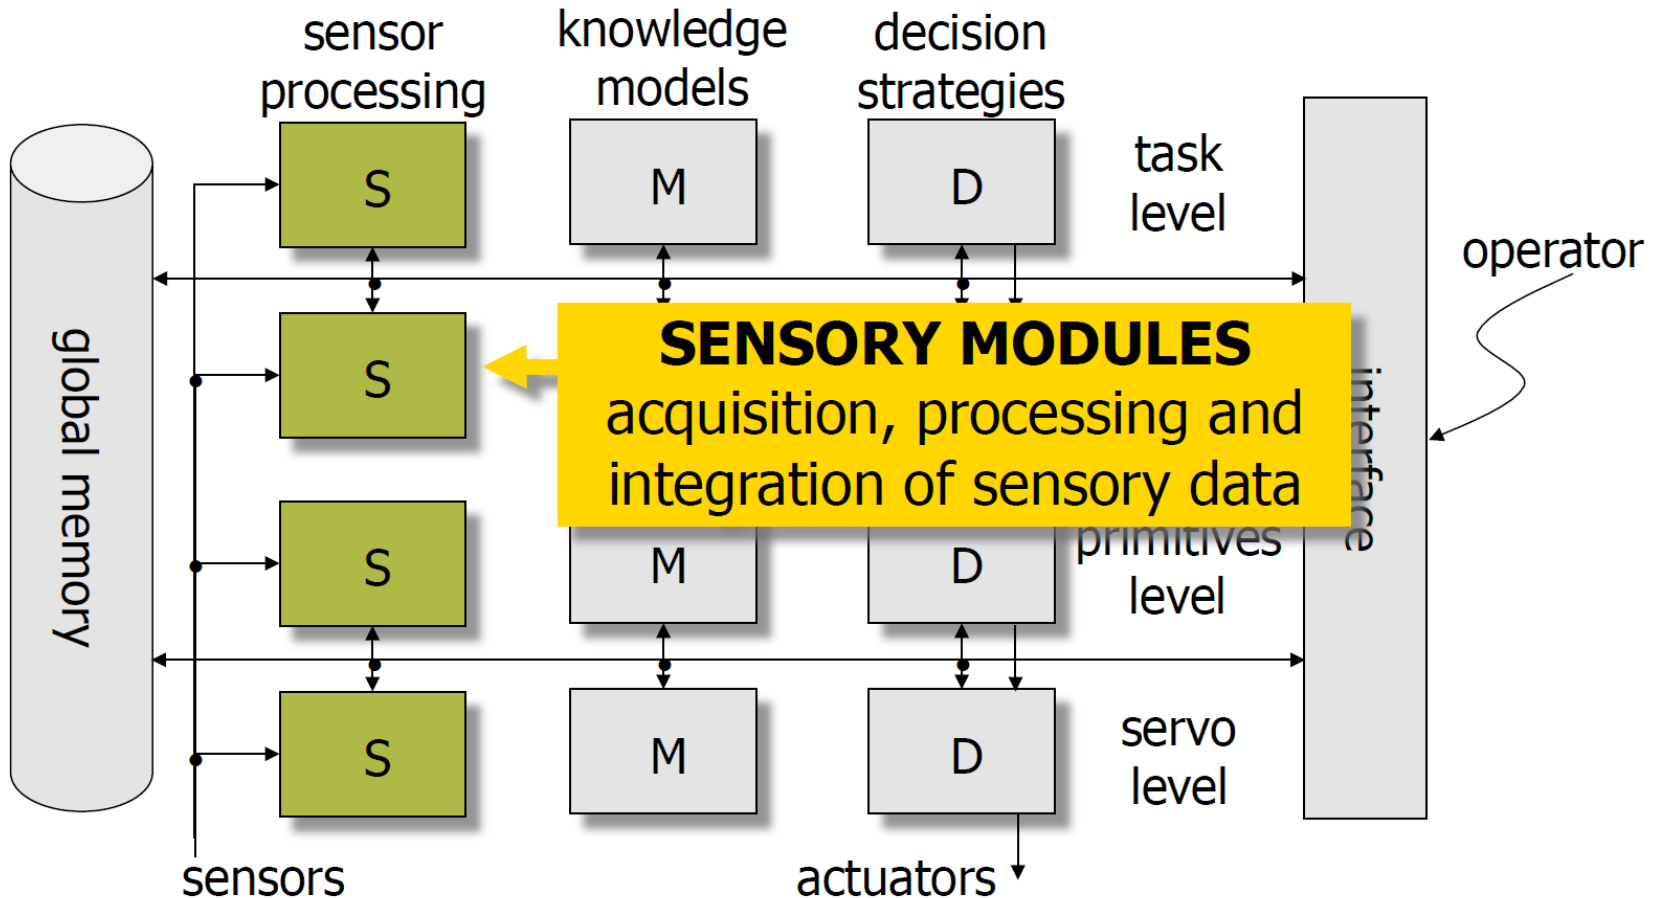 sensor
processing
knowledge
models
decision
strategies
S
M
D
task
level
operator
global memory
S
SENSORY MODULES
acquisition, processing and
integration of sensory data
interface
S
M
D
primitives
level
S
M
D
servo
level
sensors
actuators